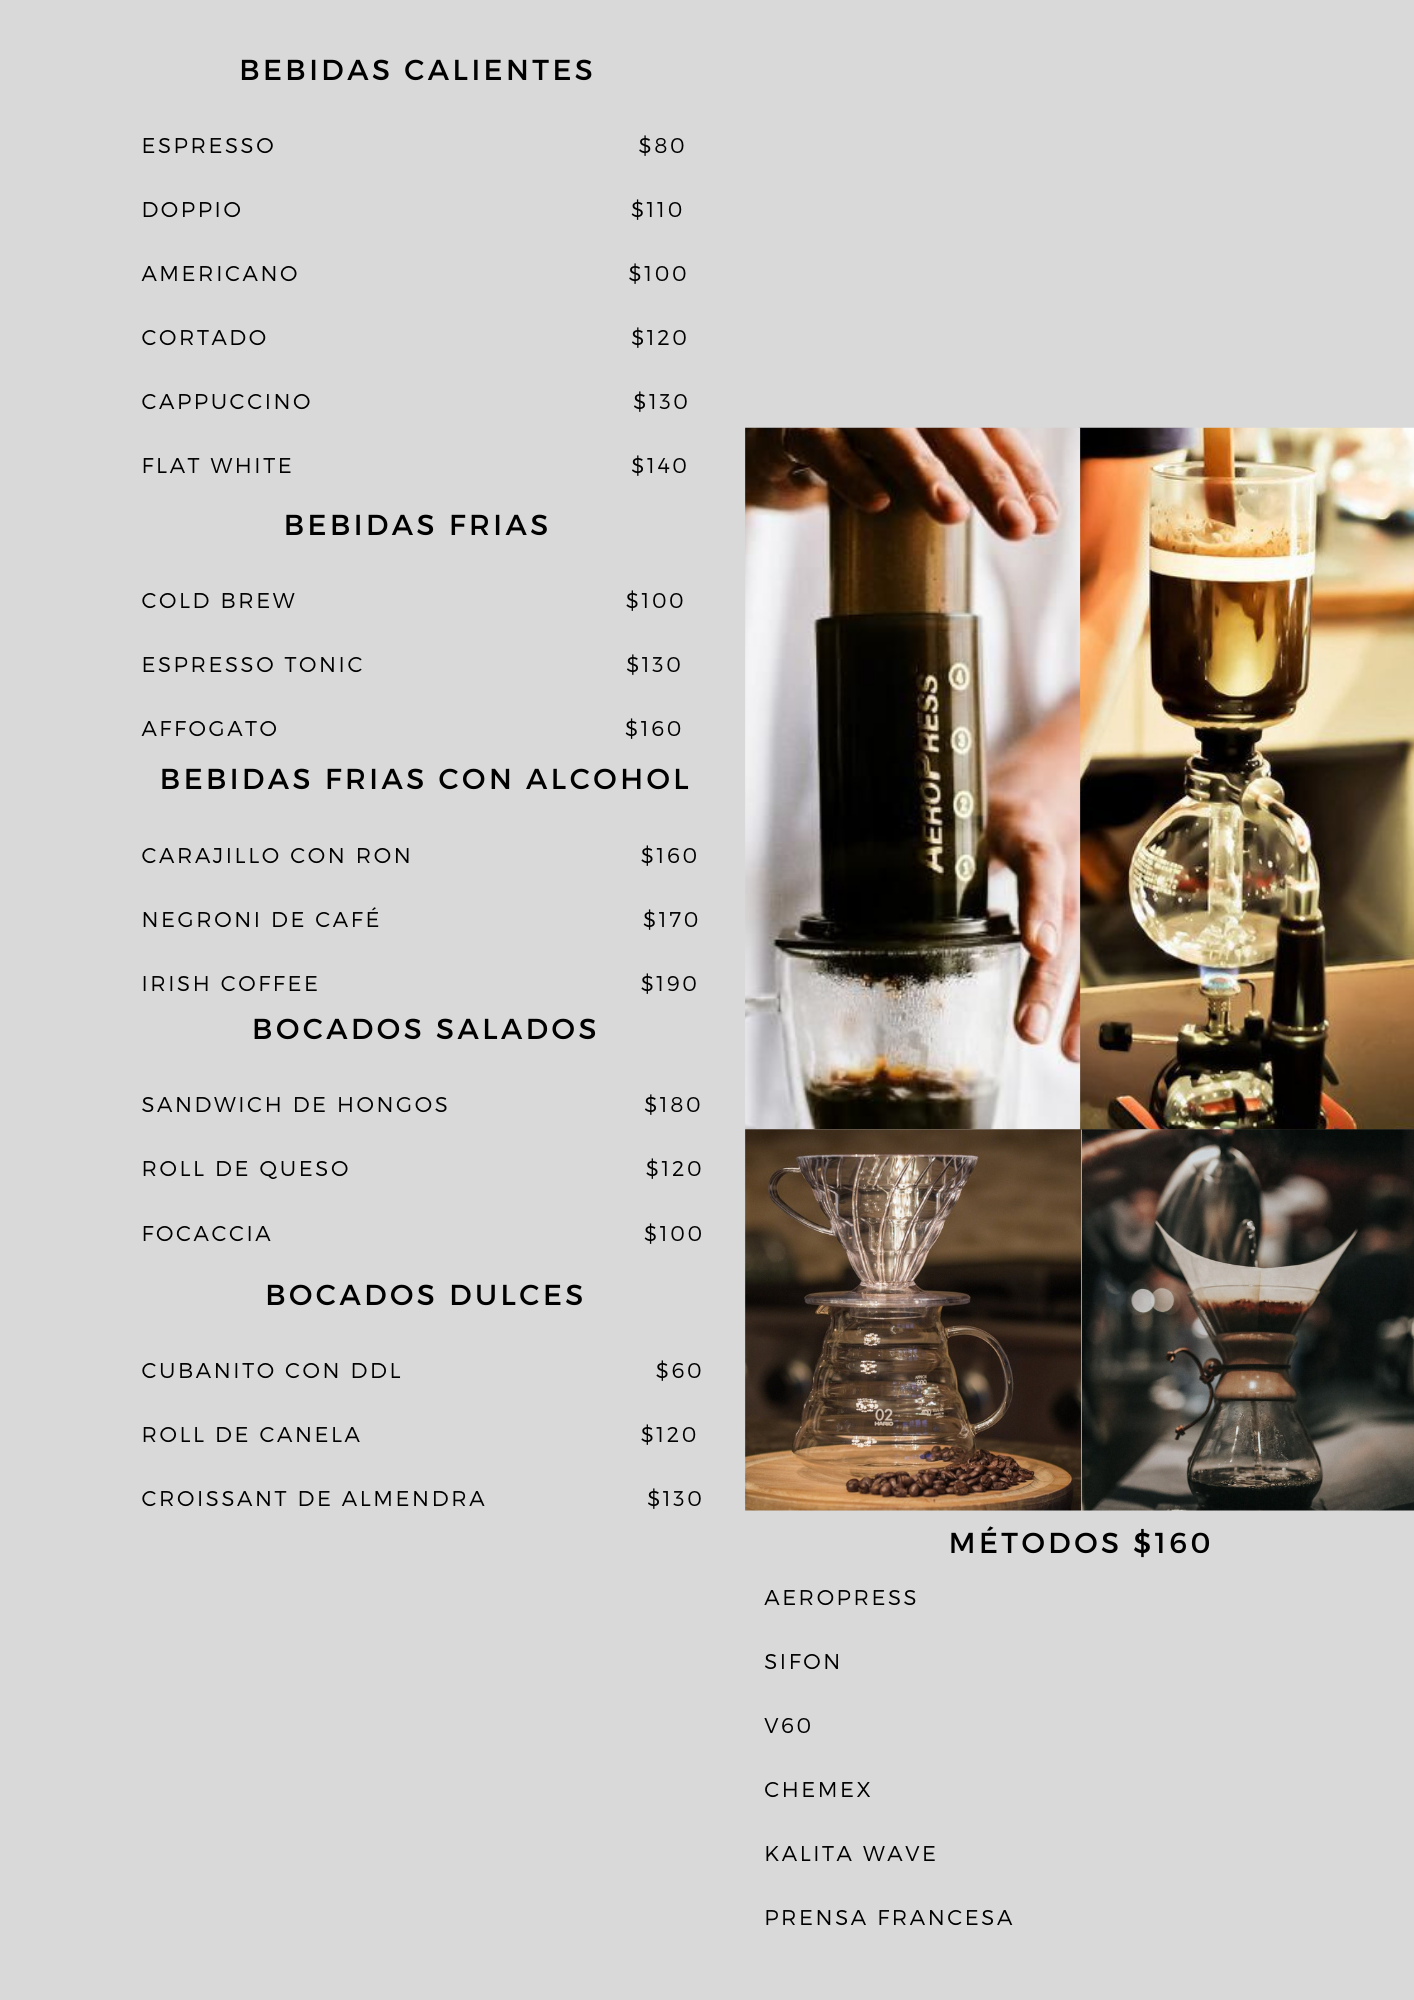 BEBIDAS CALIENTES
ESPRESSO $80
DOPPIO $110
AMERICANO $100
CORTADO $120
CAPPUCCINO $130
FLAT WHITE $140
BEBIDAS FRIAS
COLD BREW $100
ESPRESSO TONIC $130
AFFOGATO $160
BEBIDAS FRIAS CON ALCOHOL
CARAJILLO CON RON $160
NEGRONI DE CAFÉ $170
IRISH COFFEE $190
BOCADOS SALADOS
SANDWICH DE HONGOS $180
ROLL DE QUESO $120
FOCACCIA $100
BOCADOS DULCES
CUBANITO CON DDL $60
ROLL DE CANELA $120
CROISSANT DE ALMENDRA $130
AEROPRESS
4
3
2
1
02
HARIO
MÉTODOS $160
AEROPRESS
SIFON
V60
CHEMEX
KALITA WAVE
PRENSA FRANCESA